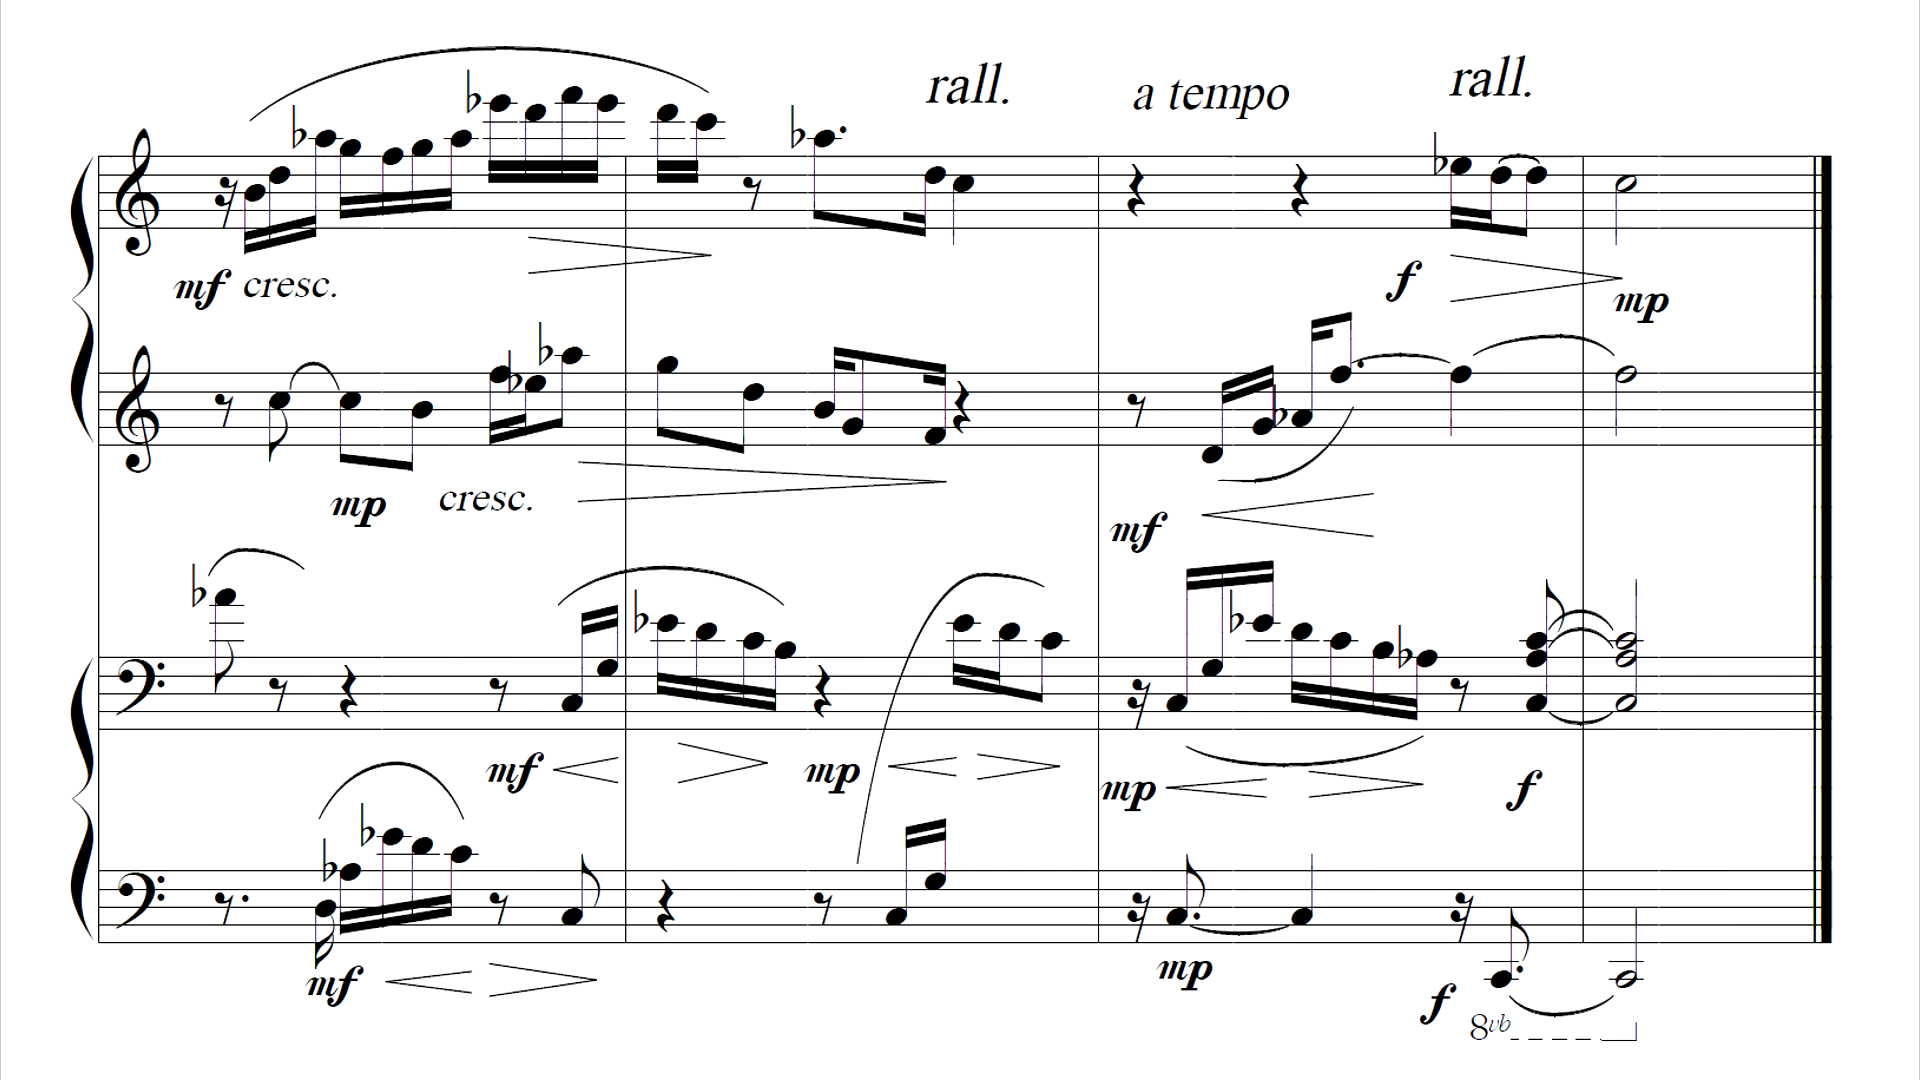 rall.
a tempo
rall.
mf cresc.
f
mp
mp cresc.
mf
mf
mp
mp
f
mf
mp
f
8vb